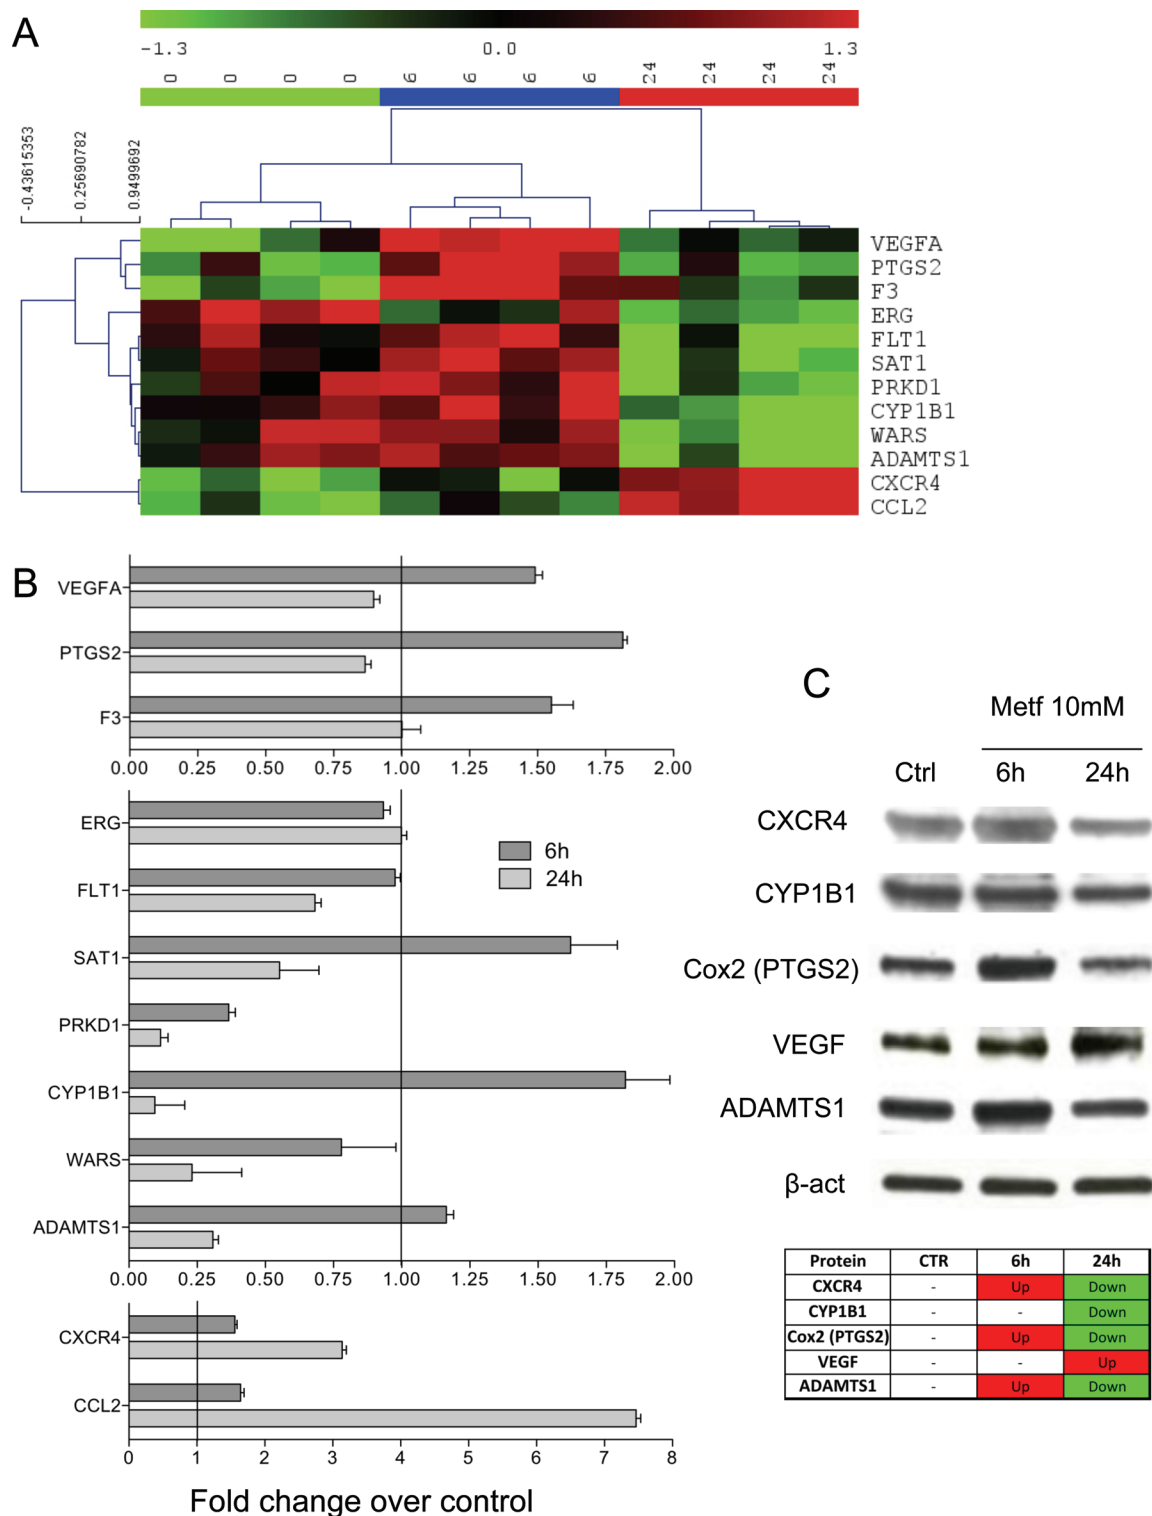 A
-1.3 0.0 1.3
0 0 0 0 6 6 6 6 24 24 24 24
-0.43615353 0.25690782 0.9499692
VEGFA
PTGS2
F3
ERG
FLT1
SAT1
PRKD1
CYP1B1
WARS
ADAMTS1
CXCR4
CCL2
B
VEGFA
PTGS2
F3
0.00 0.25 0.50 0.75 1.00 1.25 1.50 1.75 2.00
ERG
FLT1
SAT1
PRKD1
CYP1B1
WARS
ADAMTS1
6h
24h
0.00 0.25 0.50 0.75 1.00 1.25 1.50 1.75 2.00
CXCR4
CCL2
0 1 2 3 4 5 6 7 8
Fold change over control
C
Metf 10mM
Ctrl 6h 24h
CXCR4
CYP1B1
Cox2 (PTGS2)
VEGF
ADAMTS1
β-act
Protein CTR 6h 24h
CXCR4 - Up Down
CYP1B1 - - Down
Cox2 (PTGS2) - Up Down
VEGF - - Up
ADAMTS1 - Up Down